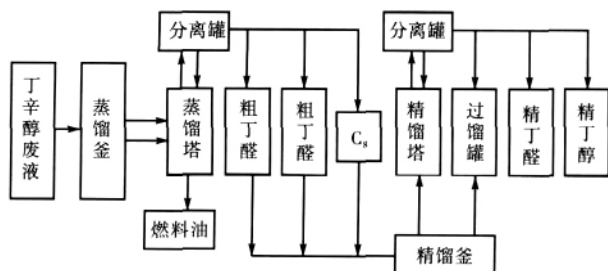 分离罐
分离罐
丁辛醇废液
蒸馏釜
蒸馏塔
粗丁醛
粗丁醛
C₈
精馏塔
过馏罐
精丁醛
精丁醇
燃料油
精馏釜